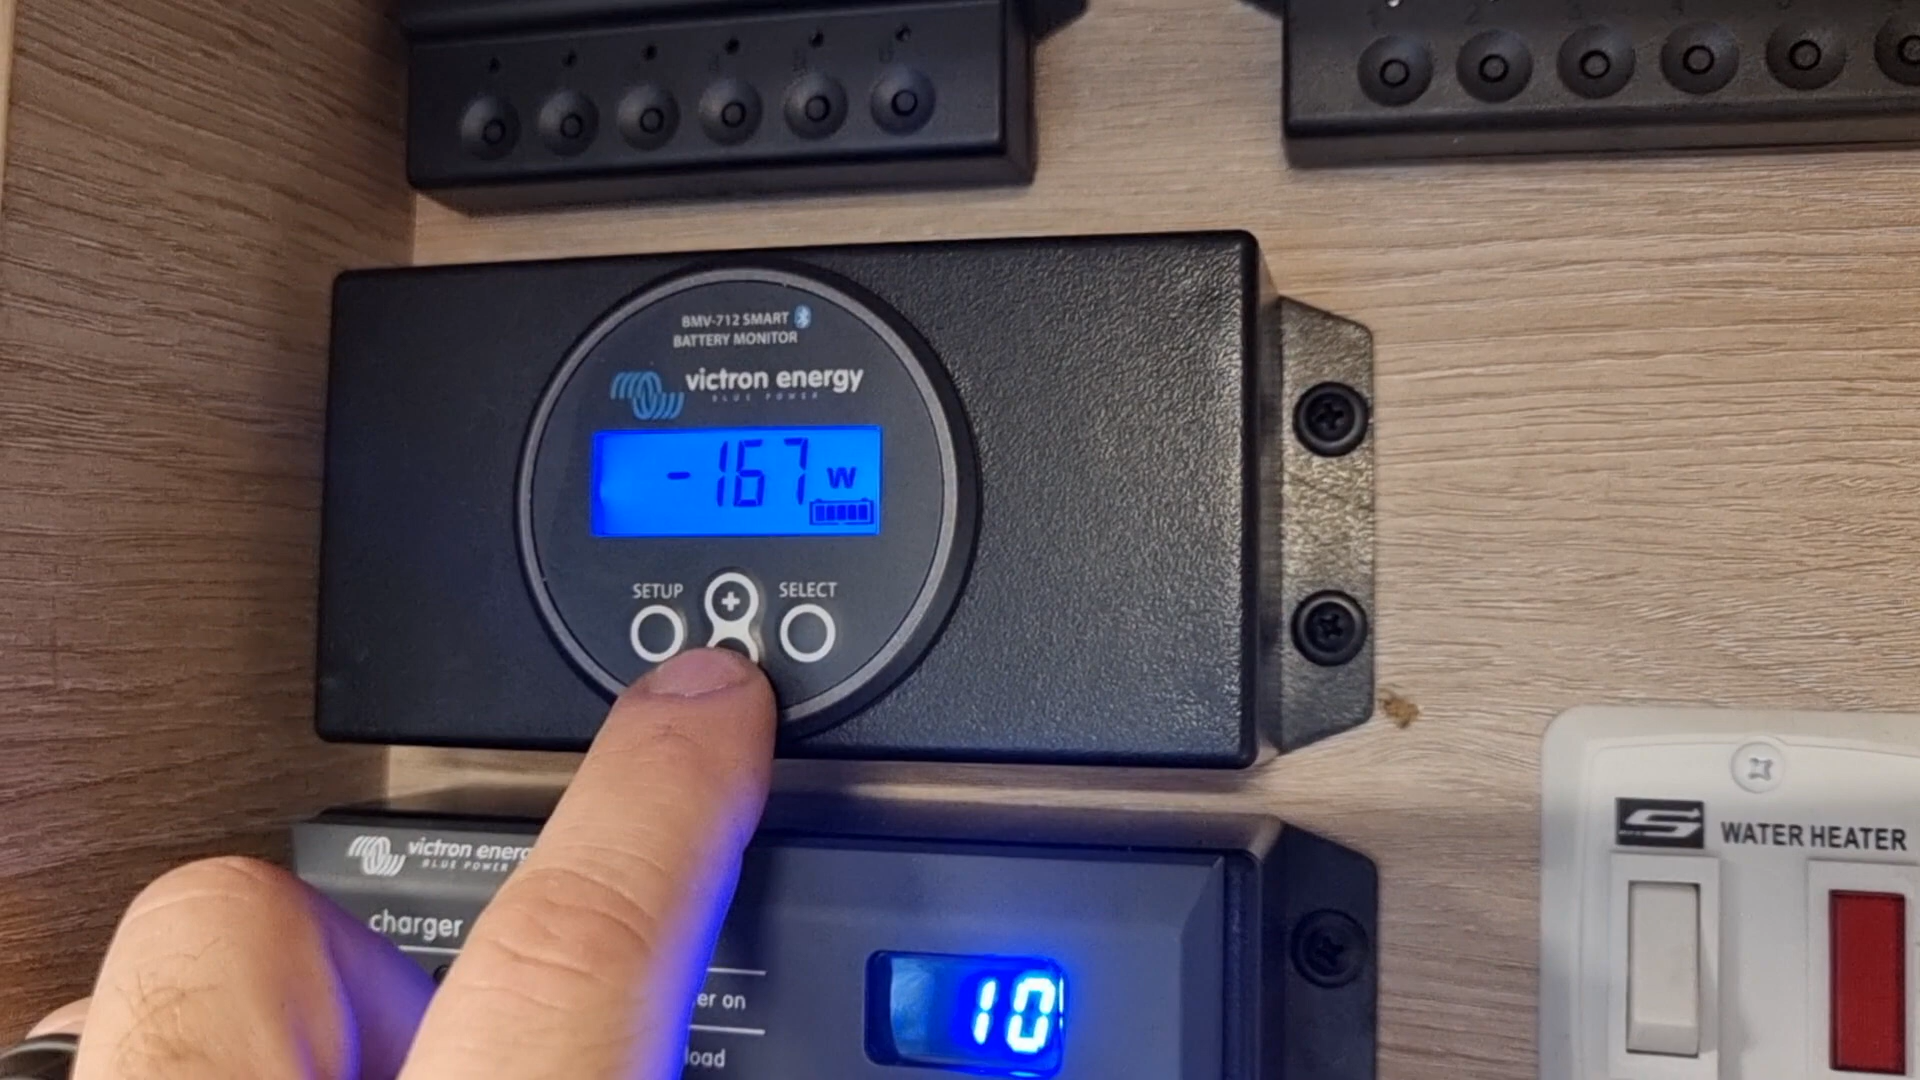 BMV-712 SMART
BATTERY MONITOR
victron energy
BLUE POWER
-167 W
SETUP
+
SELECT
victron energ
BLUE POWER
charger
er on
load
10
WATER HEATER